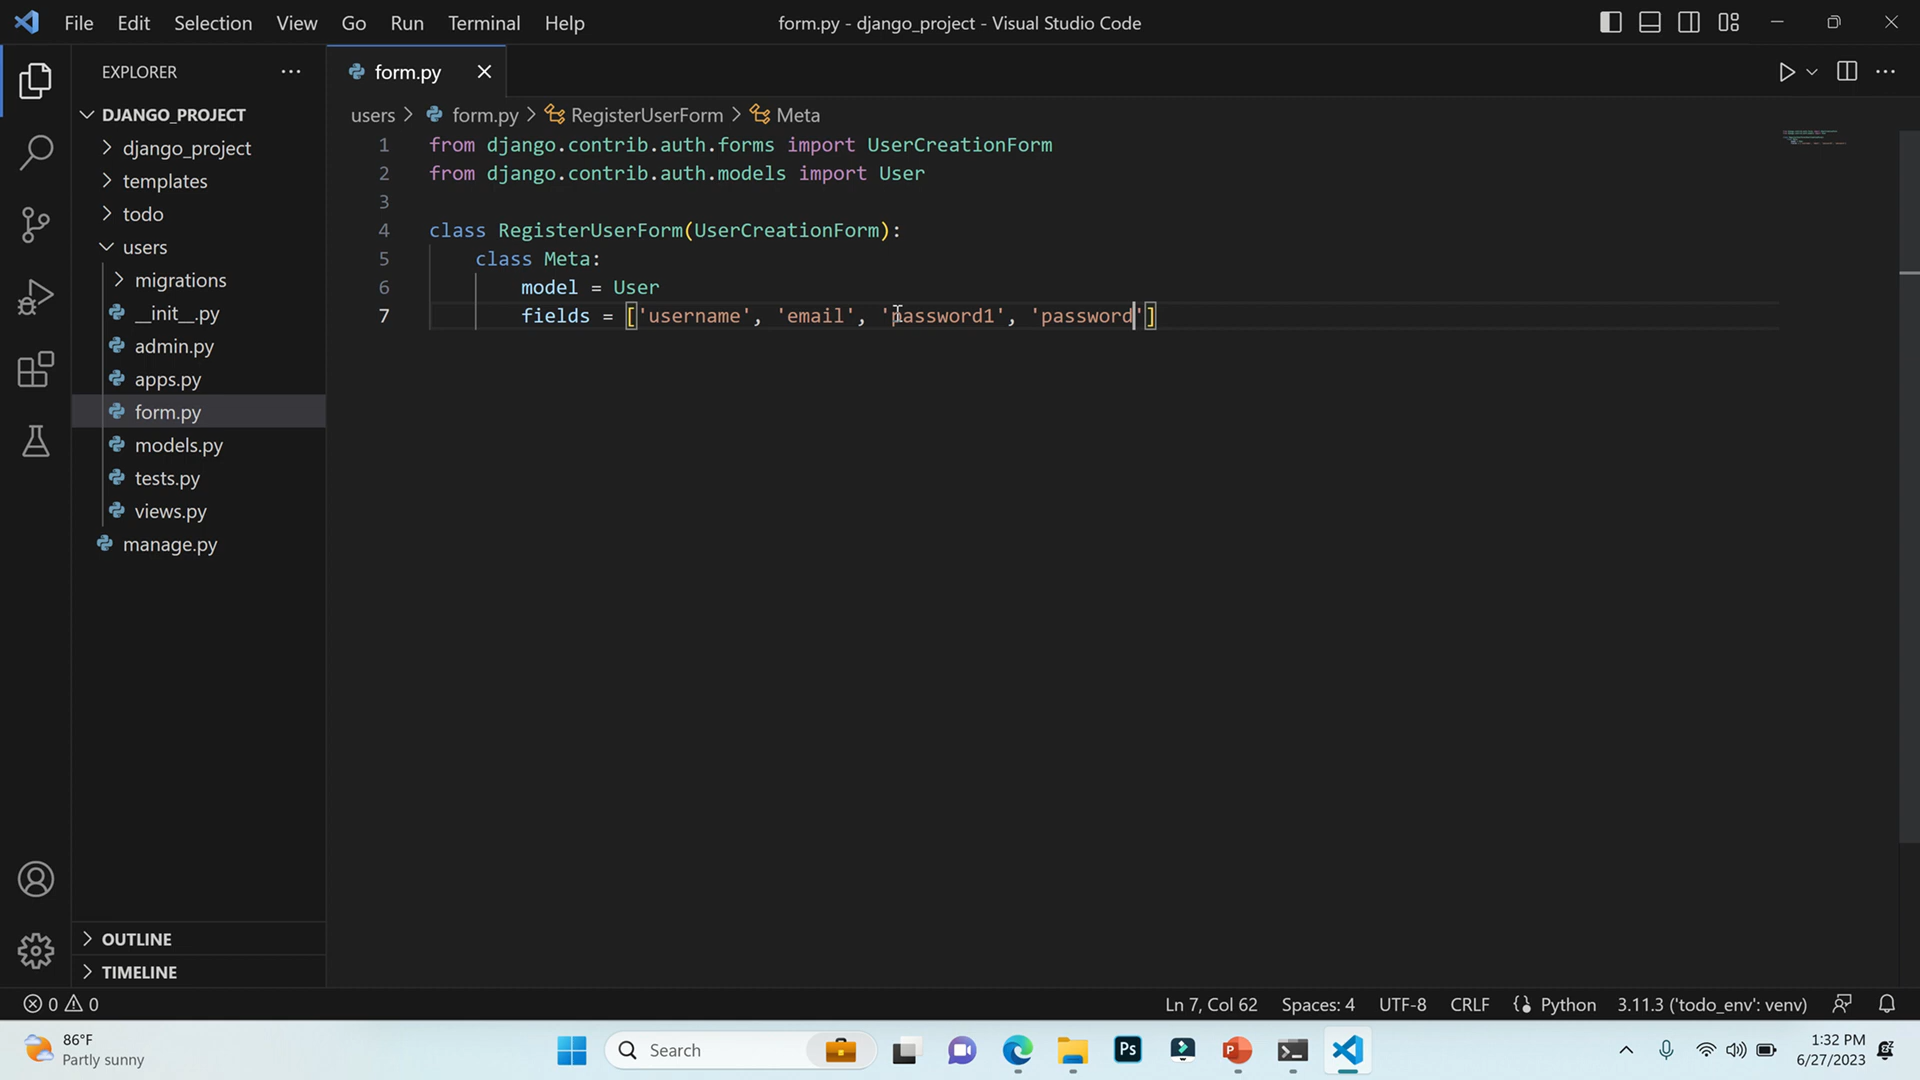 File Edit Selection View Go Run Terminal Help
form.py - django_project - Visual Studio Code
EXPLORER
form.py
DJANGO_PROJECT
django_project
templates
todo
users
migrations
__init__.py
admin.py
apps.py
form.py
models.py
tests.py
views.py
manage.py
OUTLINE
TIMELINE
users > form.py > RegisterUserForm > Meta
1 from django.contrib.auth.forms import UserCreationForm
2 from django.contrib.auth.models import User
3
4 class RegisterUserForm(UserCreationForm):
5 class Meta:
6 model = User
7 fields = ['username', 'email', 'password1', 'password']
0 0
Ln 7, Col 62 Spaces: 4 UTF-8 CRLF Python 3.11.3 ('todo_env': venv)
86°F
Partly sunny
Search
Ps
1:32 PM
6/27/2023